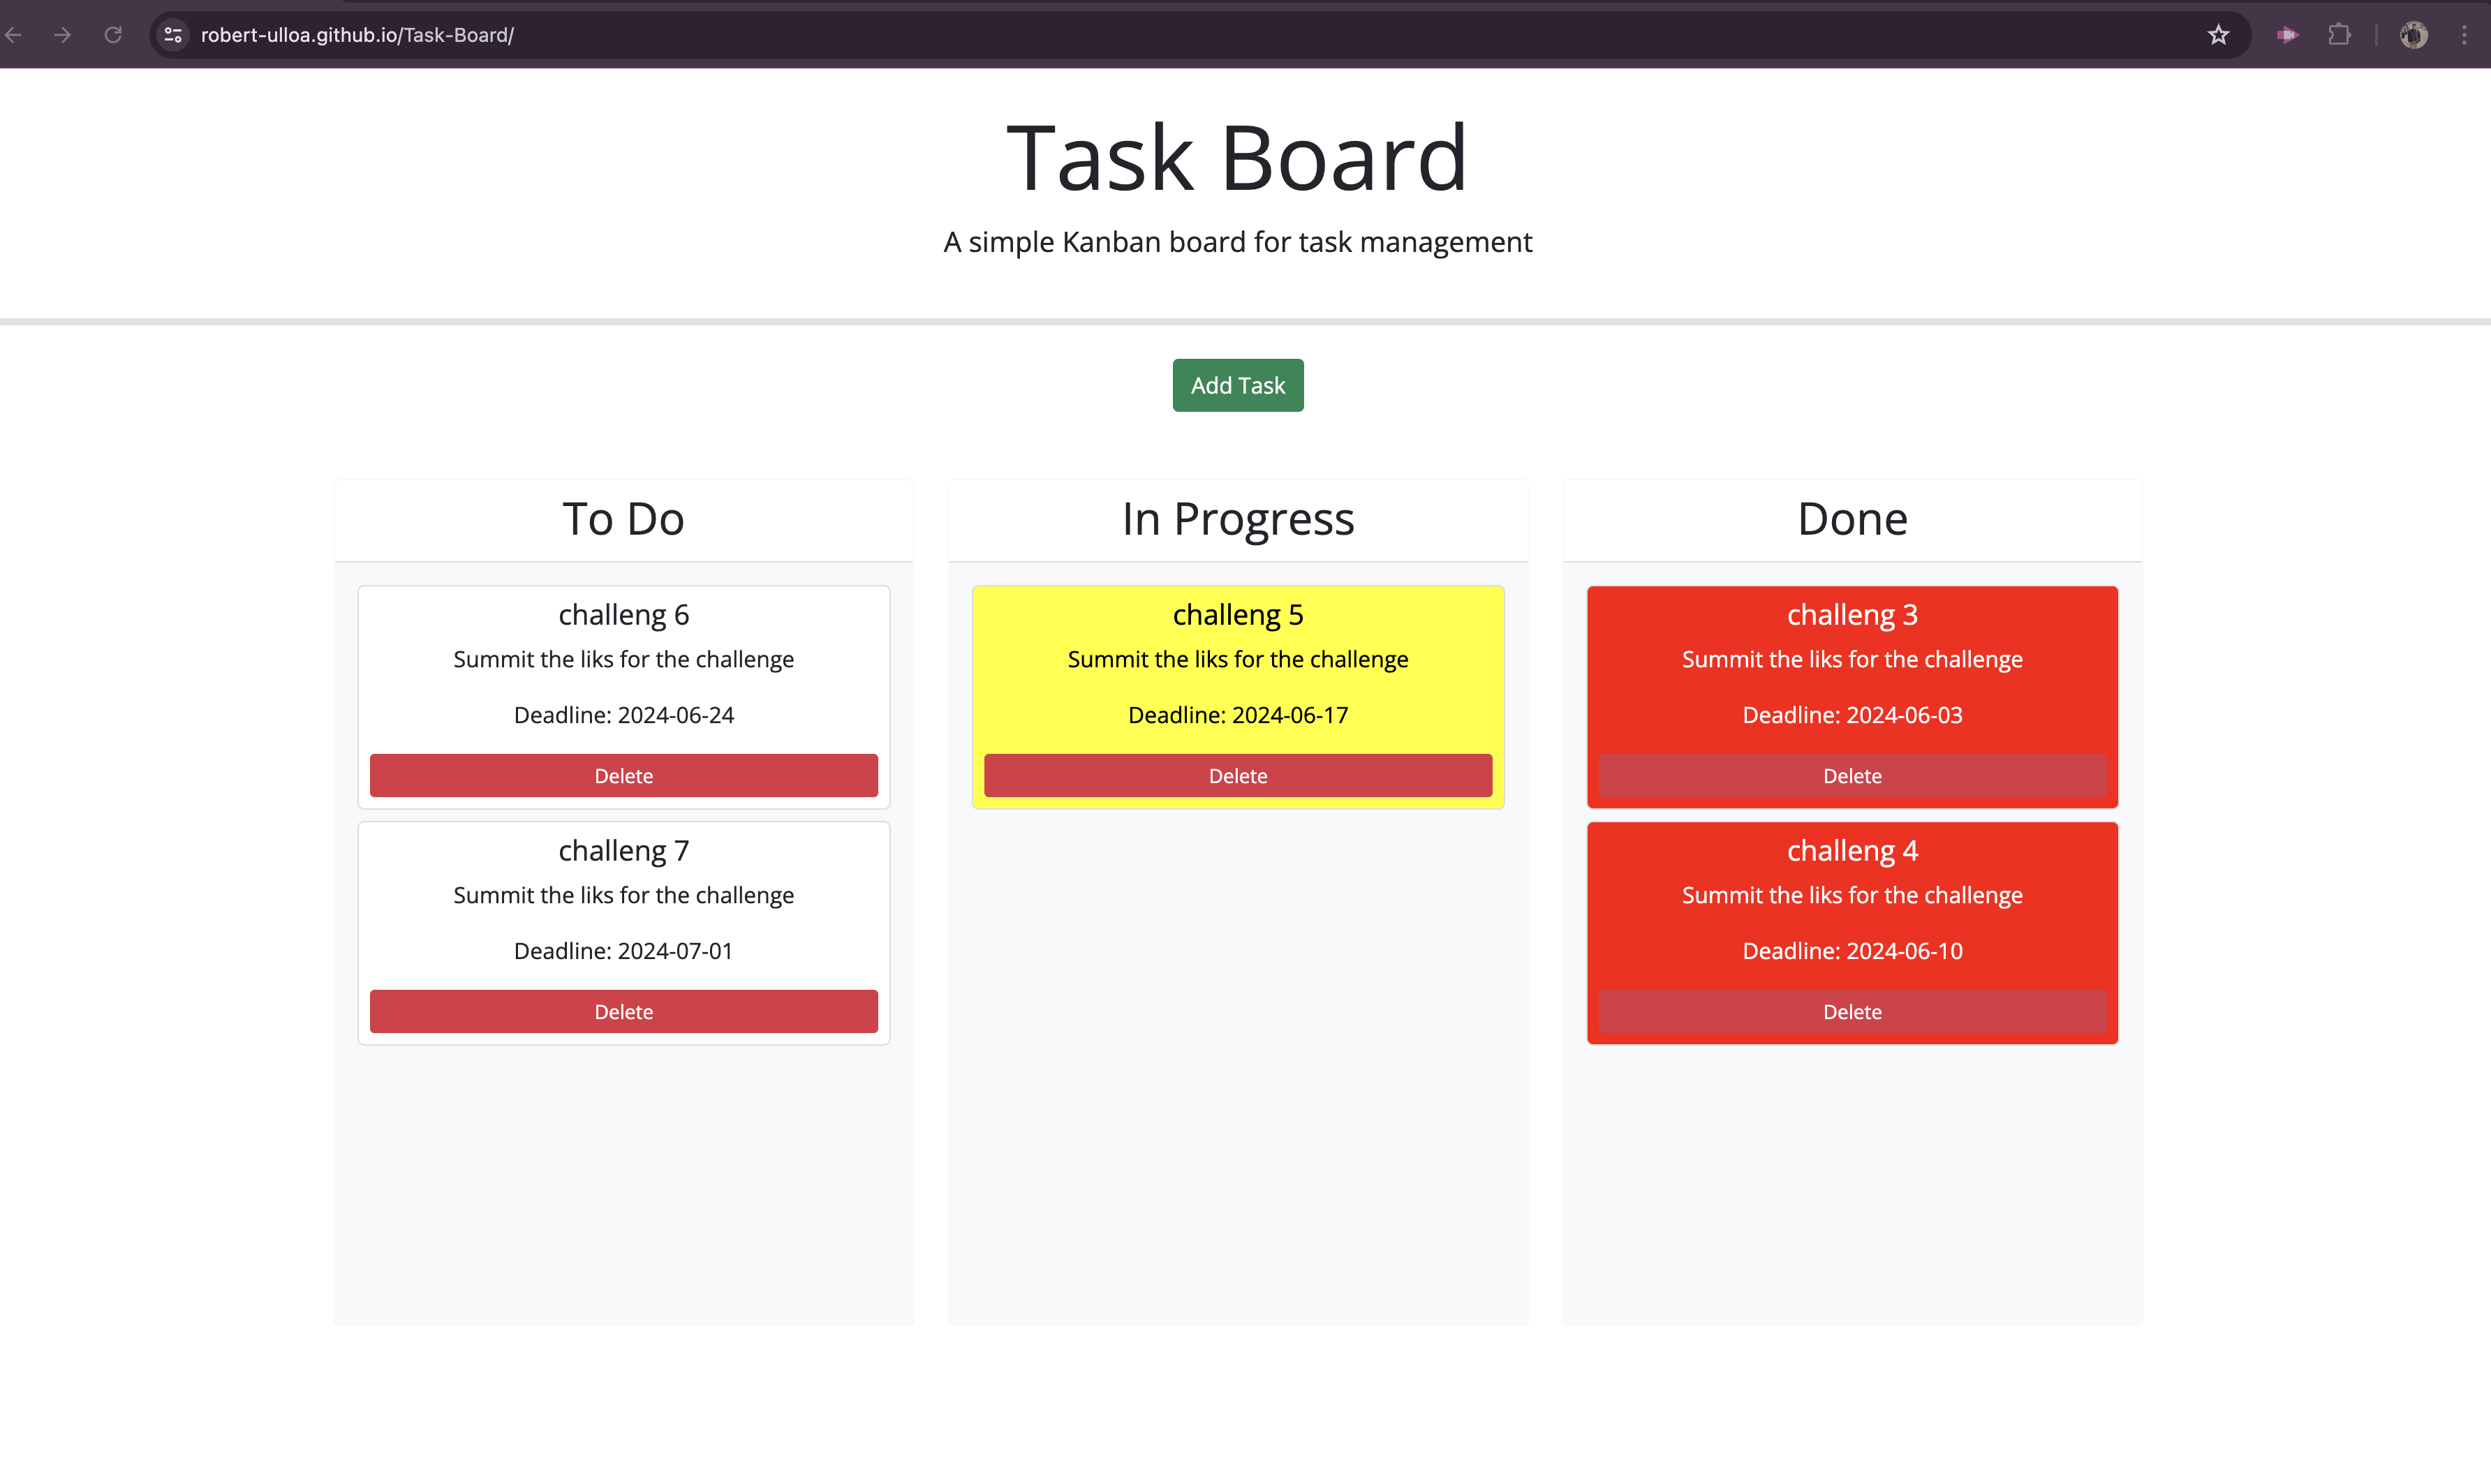 robert-ulloa.github.io/Task-Board/
Task Board
A simple Kanban board for task management
Add Task
To Do
challeng 6
Summit the liks for the challenge
Deadline: 2024-06-24
Delete
challeng 7
Summit the liks for the challenge
Deadline: 2024-07-01
Delete
In Progress
challeng 5
Summit the liks for the challenge
Deadline: 2024-06-17
Delete
Done
challeng 3
Summit the liks for the challenge
Deadline: 2024-06-03
Delete
challeng 4
Summit the liks for the challenge
Deadline: 2024-06-10
Delete